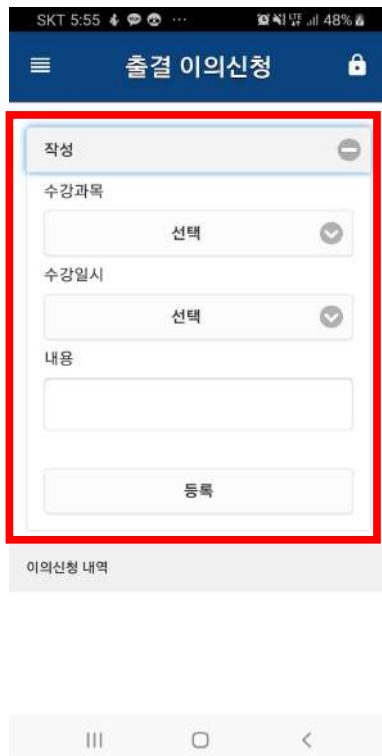 SKT 5:55 ··· 48%
출결 이의신청
작성
수강과목
선택
수강일시
선택
내용
등록
이의신청 내역